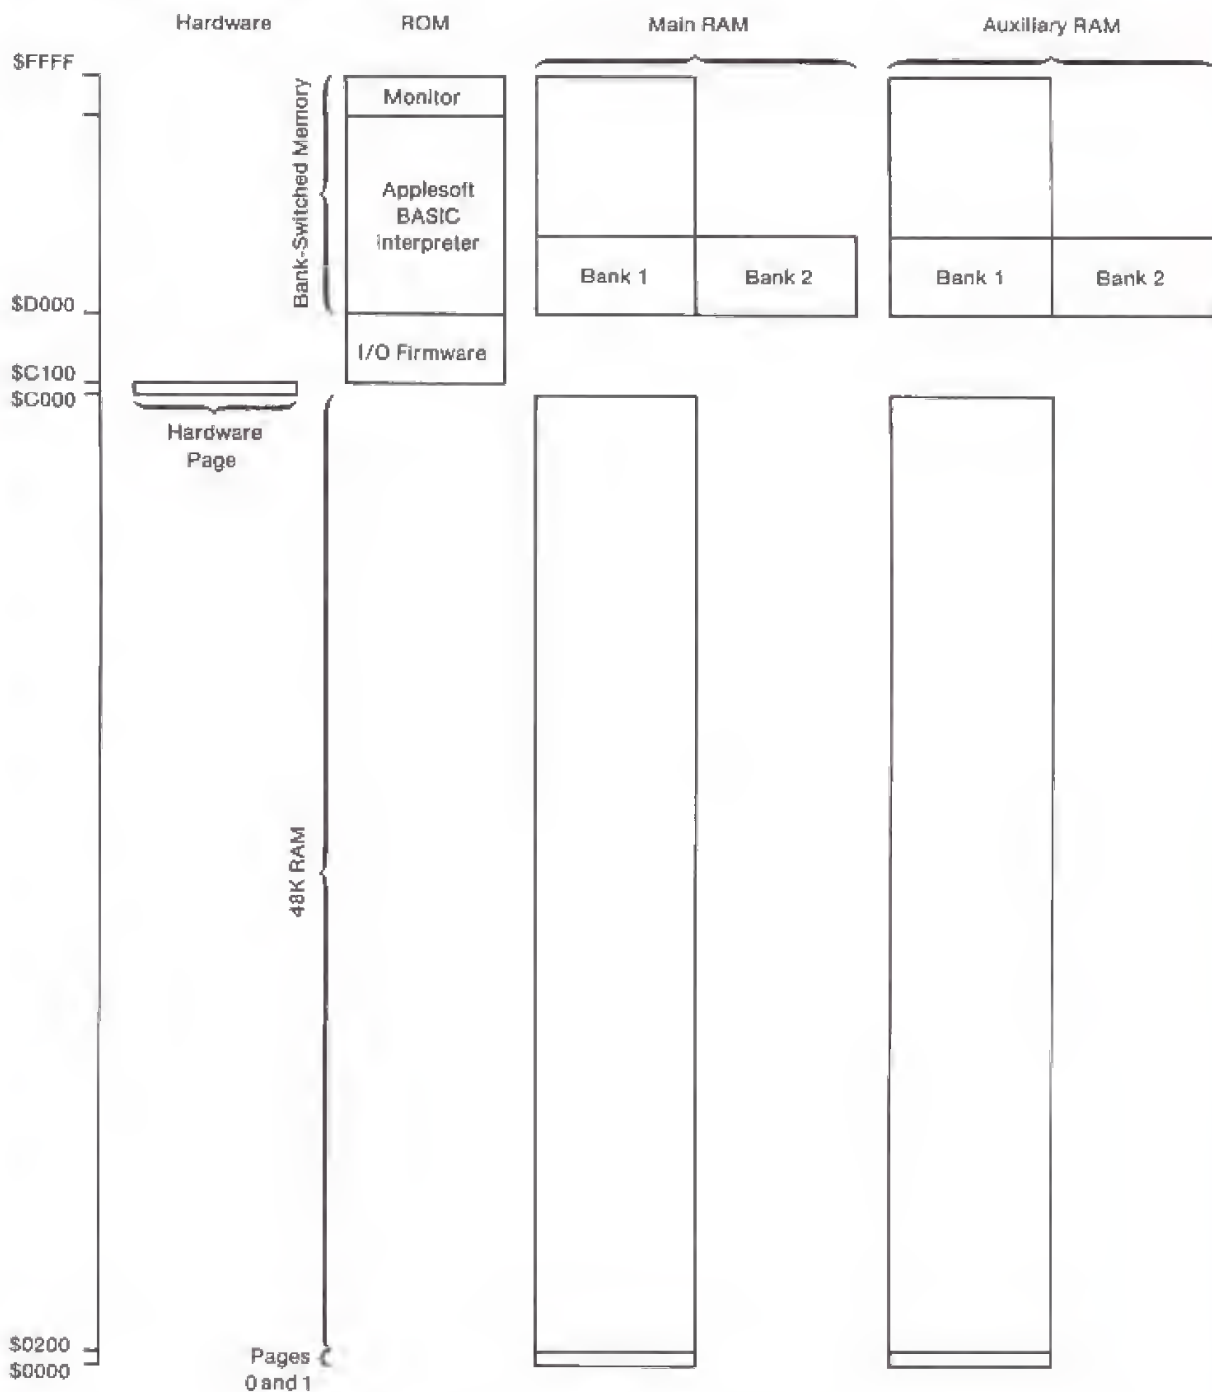 Hardware
ROM
Main RAM
Auxiliary RAM
$FFFF
Bank-Switched Memory
Monitor
Applesoft
BASIC
Interpreter
Bank 1
Bank 2
Bank 1
Bank 2
$D000
I/O Firmware
$C100
$C000
Hardware
Page
48K RAM
$0200
$0000
Pages
0 and 1